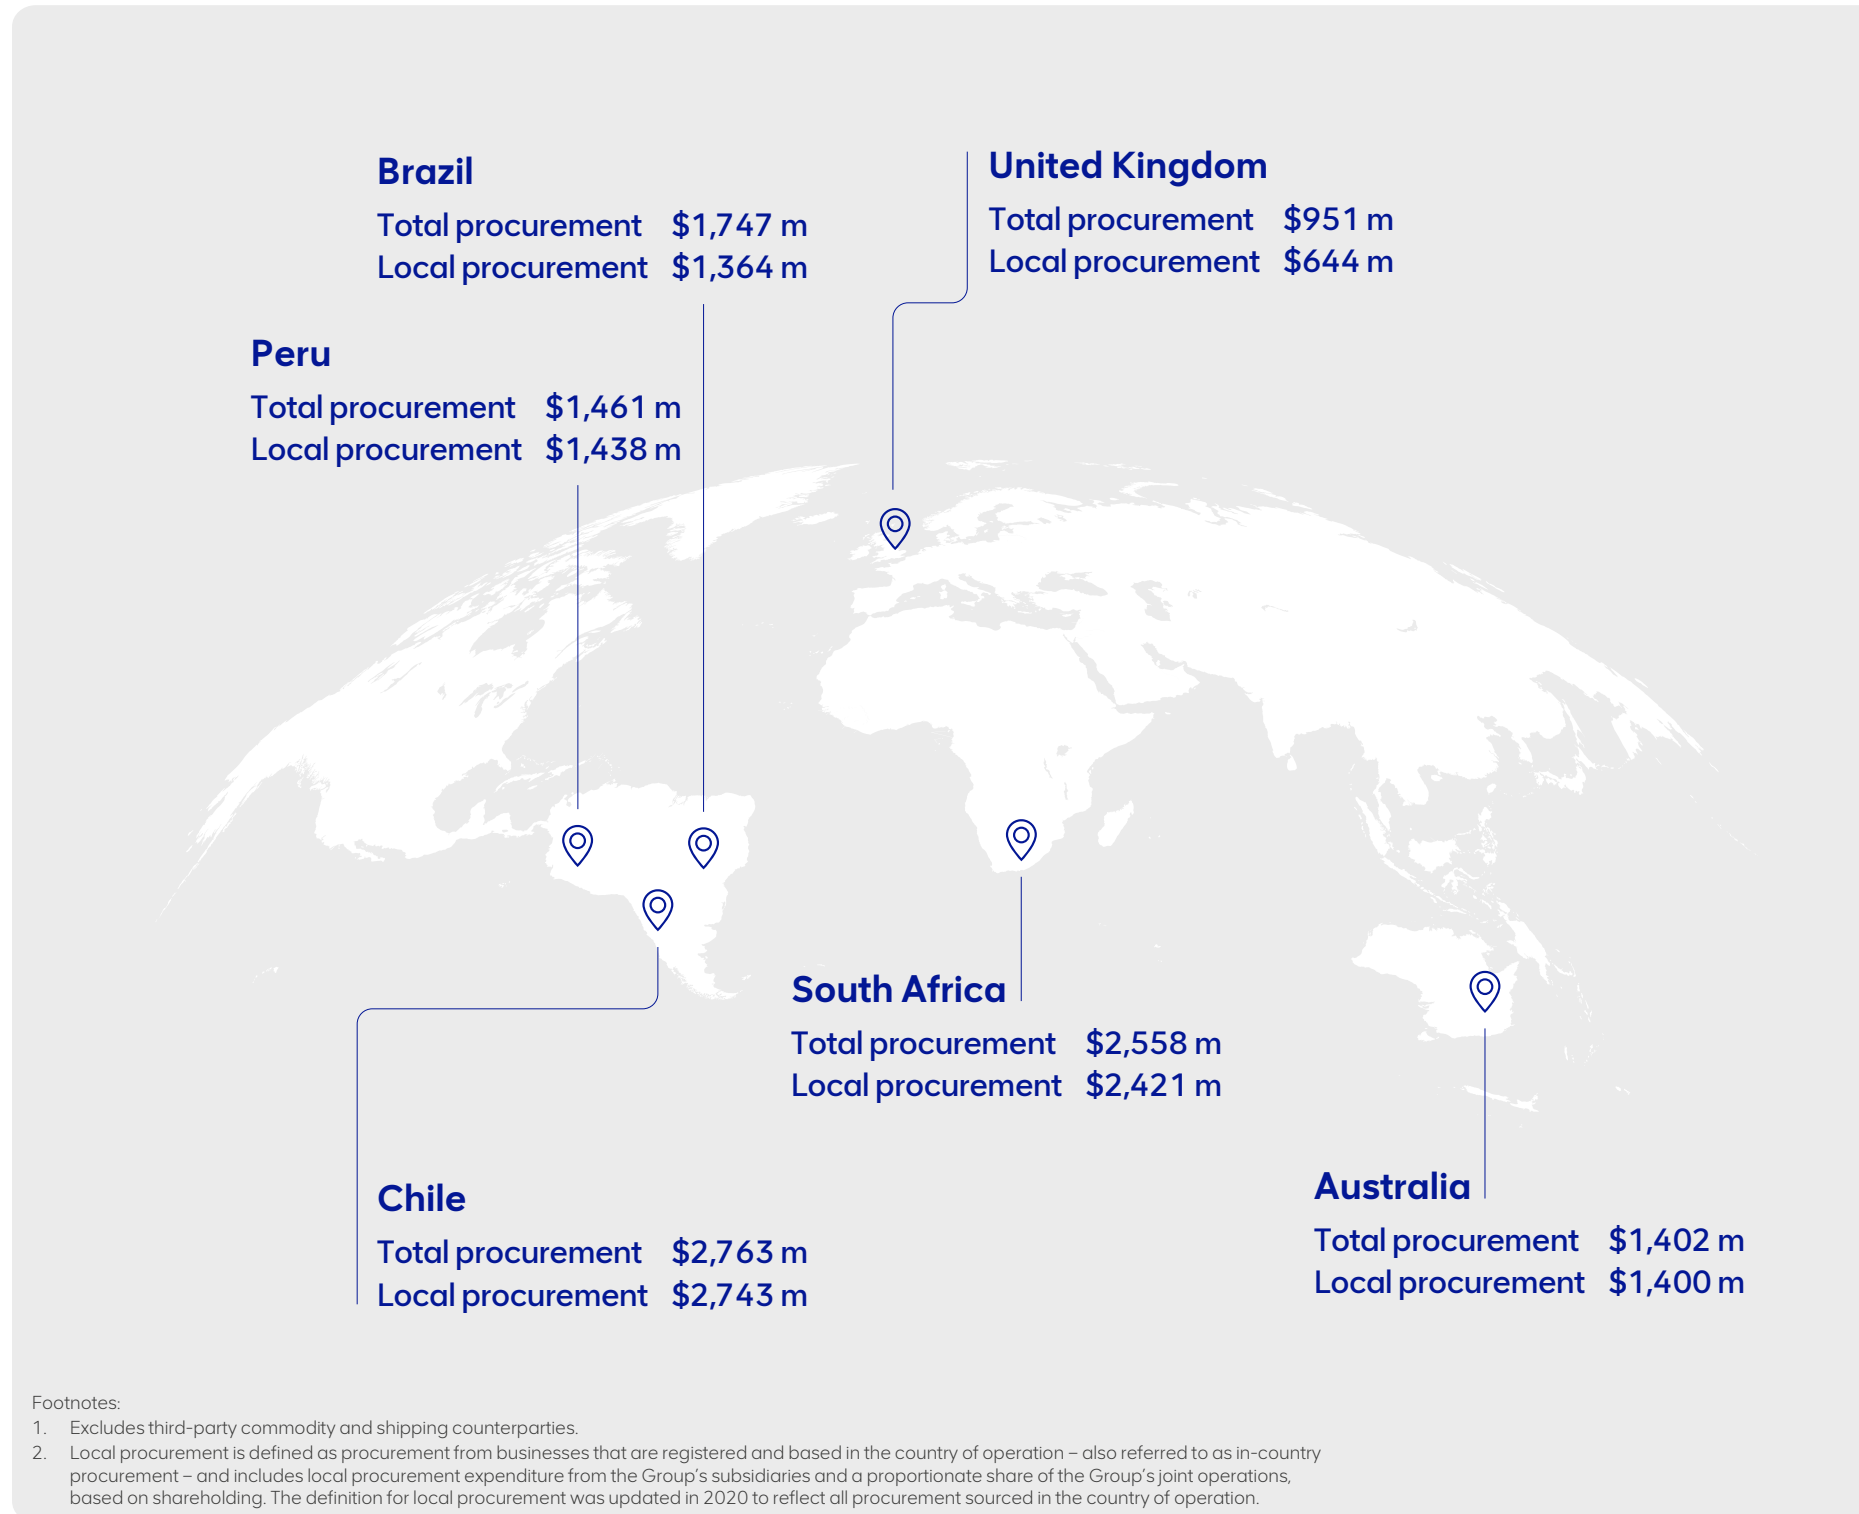 Brazil
Total procurement $1,747 m
Local procurement $1,364 m
United Kingdom
Total procurement $951 m
Local procurement $644 m
Peru
Total procurement $1,461 m
Local procurement $1,438 m
South Africa
Total procurement $2,558 m
Local procurement $2,421 m
Chile
Total procurement $2,763 m
Local procurement $2,743 m
Australia
Total procurement $1,402 m
Local procurement $1,400 m
Footnotes:
1. Excludes third-party commodity and shipping counterparties.
2. Local procurement is defined as procurement from businesses that are registered and based in the country of operation – also referred to as in-country
procurement – and includes local procurement expenditure from the Group's subsidiaries and a proportionate share of the Group's joint operations,
based on shareholding. The definition for local procurement was updated in 2020 to reflect all procurement sourced in the country of operation.